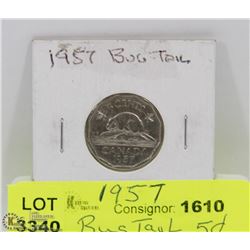 1957 Bug Tail
5 CENTS
CANADA
1957
LOT
1957
Consignor: 1610
3340
Bug Tail 5¢